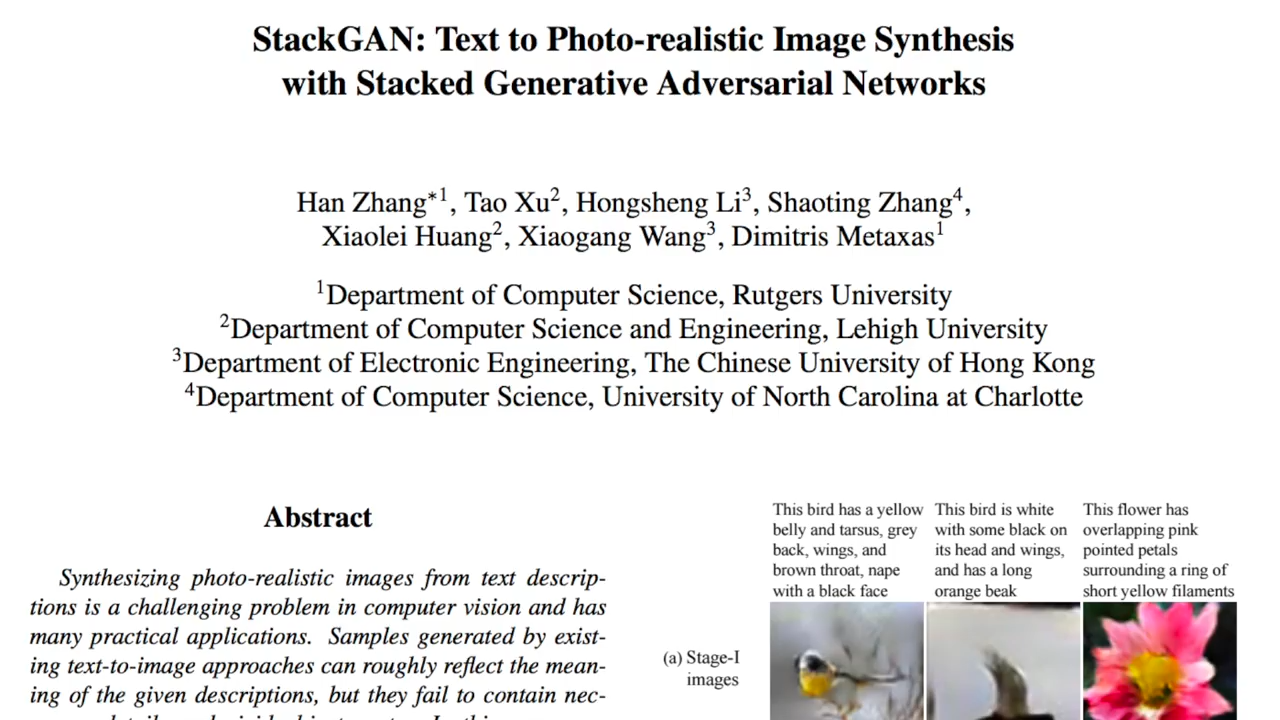 StackGAN: Text to Photo-realistic Image Synthesis
with Stacked Generative Adversarial Networks
Han Zhang*1, Tao Xu2, Hongsheng Li3, Shaoting Zhang4,
Xiaolei Huang2, Xiaogang Wang3, Dimitris Metaxas1
1Department of Computer Science, Rutgers University
2Department of Computer Science and Engineering, Lehigh University
3Department of Electronic Engineering, The Chinese University of Hong Kong
4Department of Computer Science, University of North Carolina at Charlotte
Abstract
Synthesizing photo-realistic images from text descrip-
tions is a challenging problem in computer vision and has
many practical applications. Samples generated by exist-
ing text-to-image approaches can roughly reflect the mean-
ing of the given descriptions, but they fail to contain nec-
This bird has a yellow
belly and tarsus, grey
back, wings, and
brown throat, nape
with a black face
This bird is white
with some black on
its head and wings,
and has a long
orange beak
This flower has
overlapping pink
pointed petals
surrounding a ring of
short yellow filaments
(a) Stage-I
images